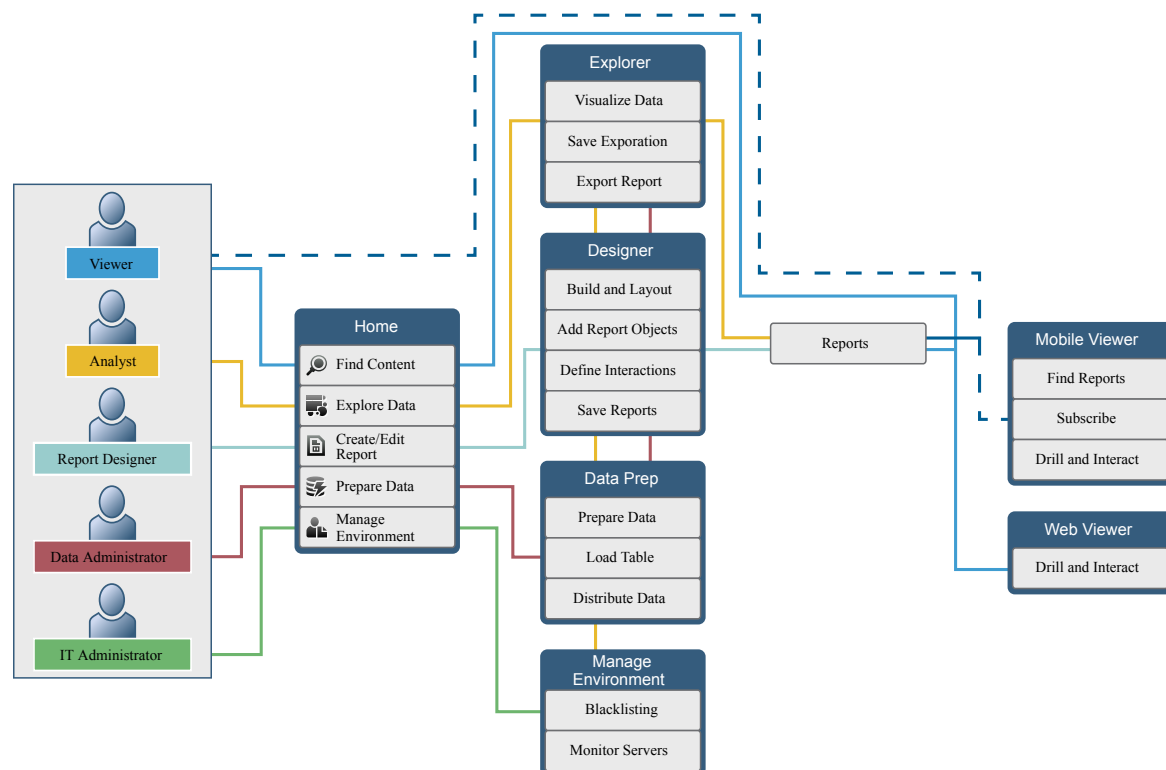 Viewer
Analyst
Report Designer
Data Administrator
IT Administrator
Home
Find Content
Explore Data
Create/Edit
Report
Prepare Data
Manage
Environment
Explorer
Visualize Data
Save Exporation
Export Report
Designer
Build and Layout
Add Report Objects
Define Interactions
Save Reports
Data Prep
Prepare Data
Load Table
Distribute Data
Manage
Environment
Blacklisting
Monitor Servers
Reports
Mobile Viewer
Find Reports
Subscribe
Drill and Interact
Web Viewer
Drill and Interact